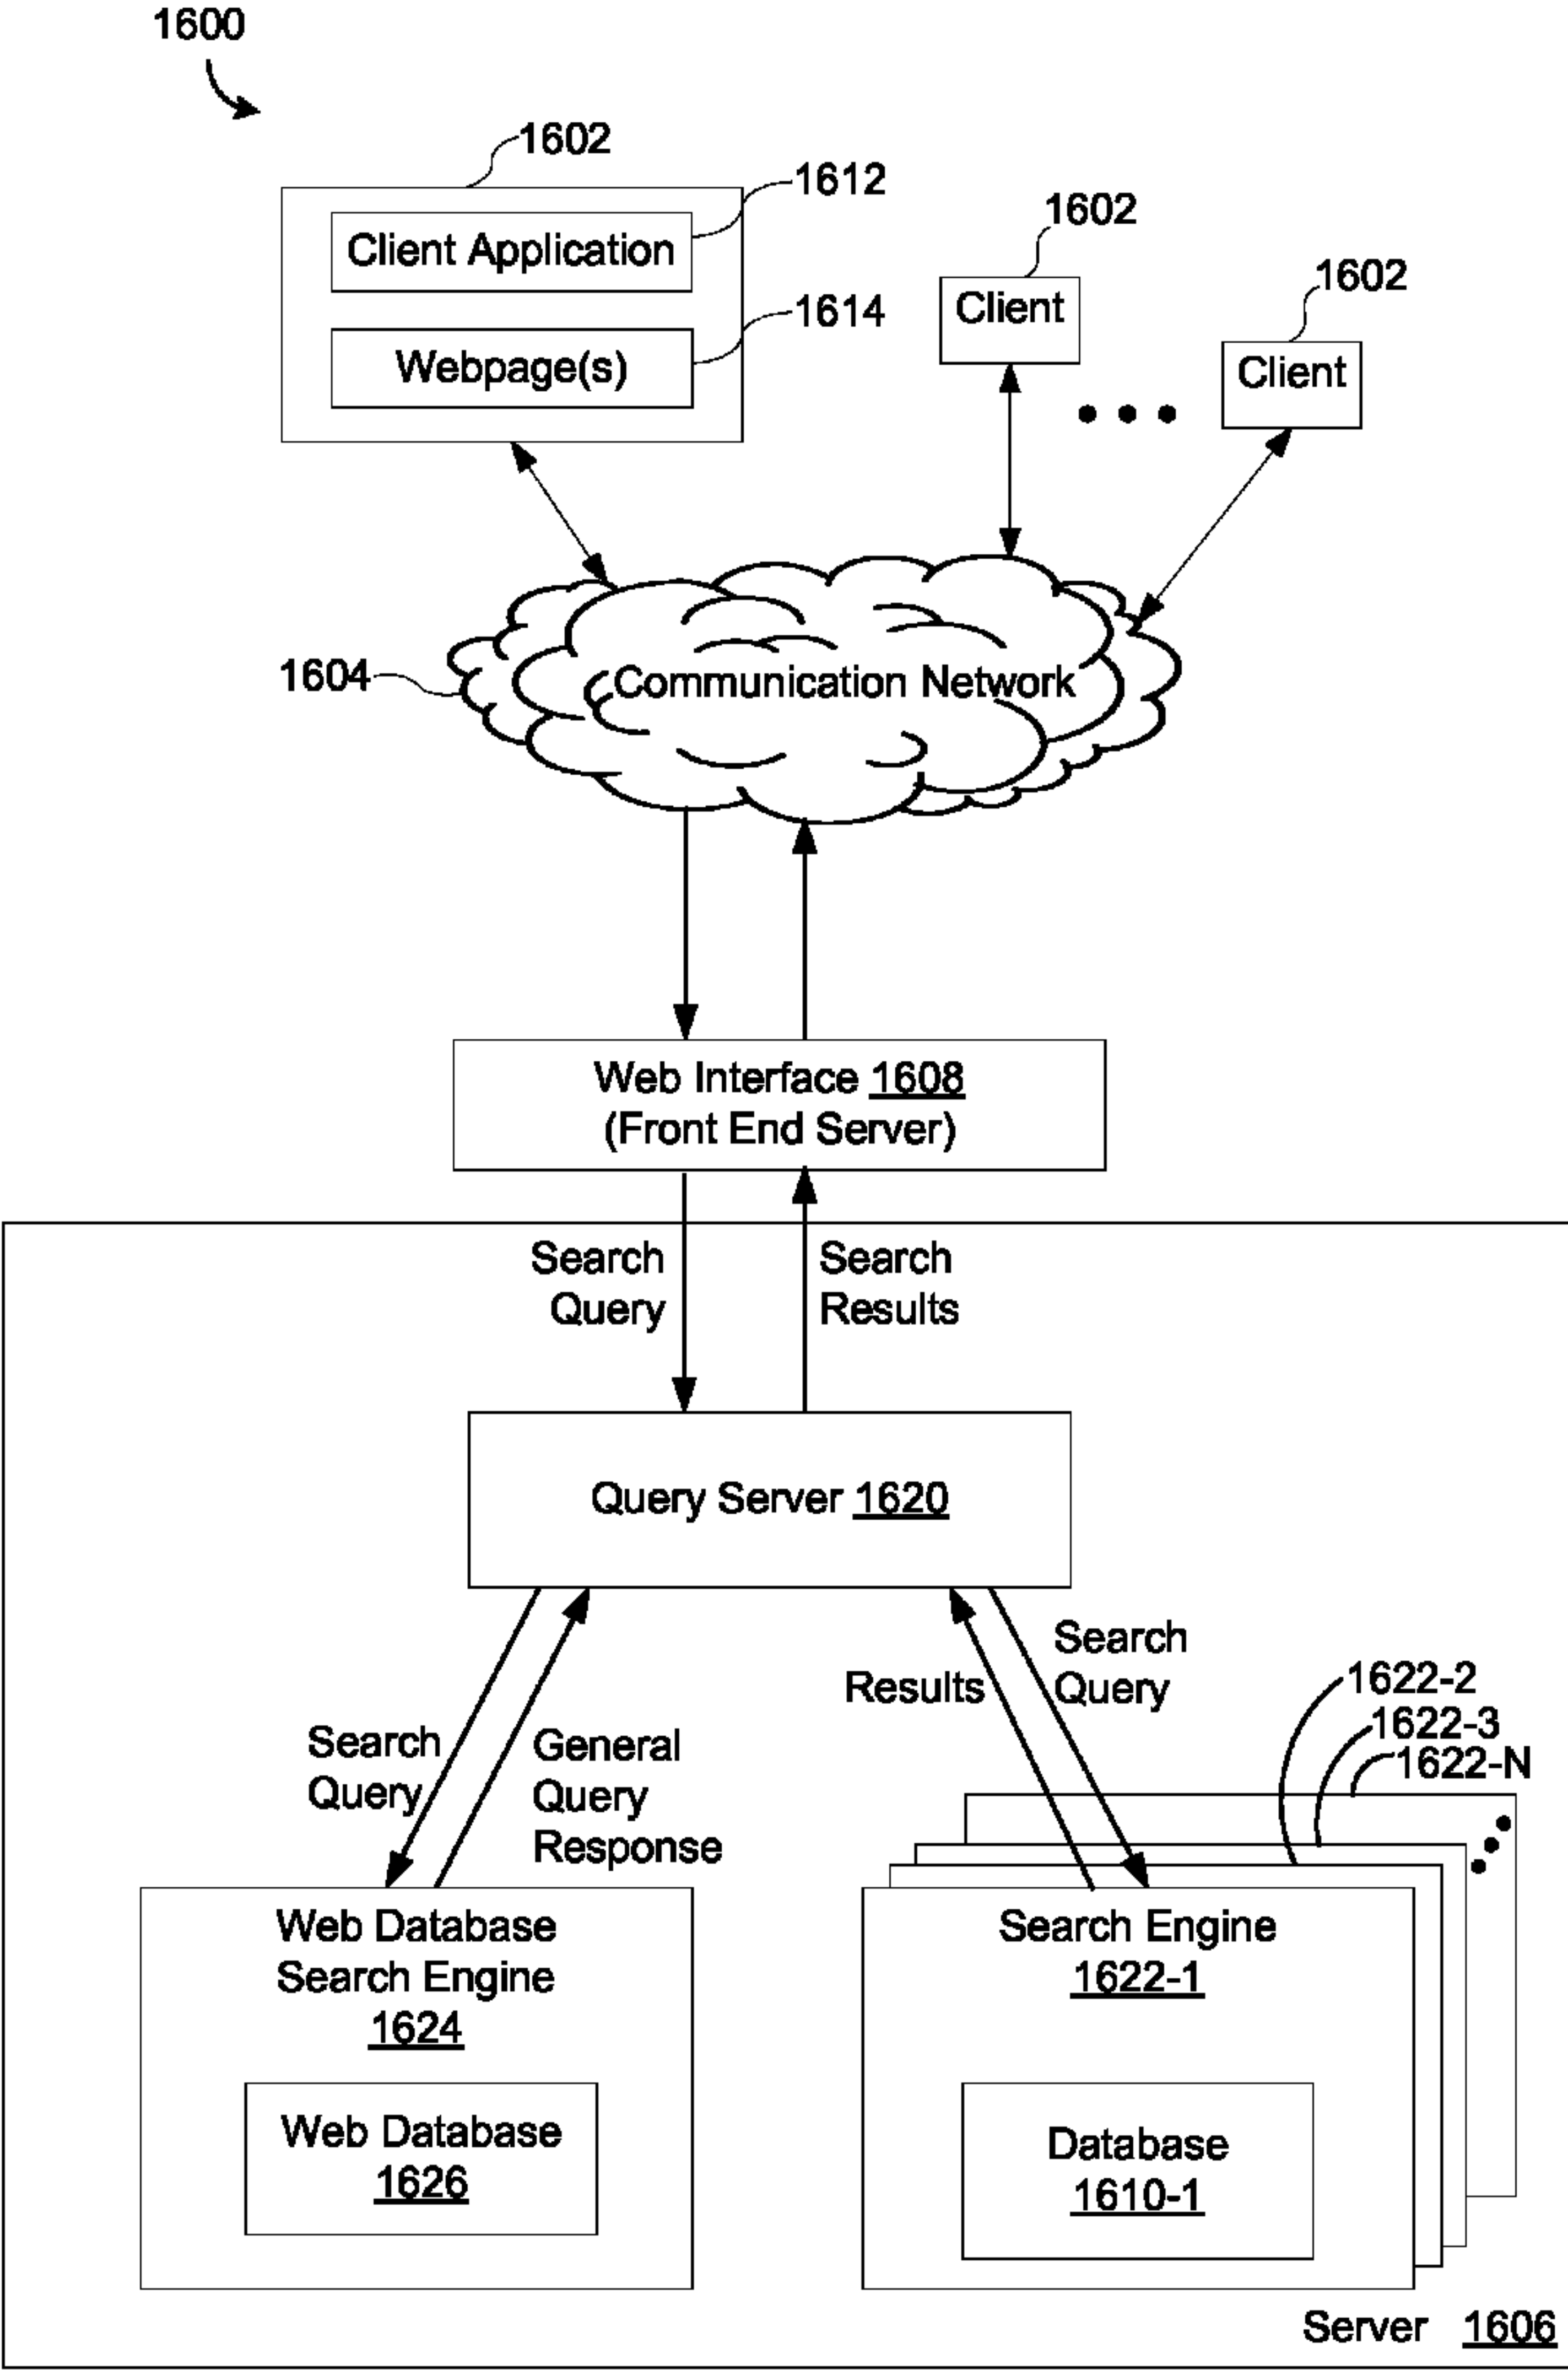 1600
1602
1612
Client Application
1614
Webpage(s)
1602
Client
1602
Client
1604
Communication Network
Web Interface 1608
(Front End Server)
Search
Query
Search
Results
Query Server 1620
Search
Query
General
Query
Response
Results
Search
Query
1622-2
1622-3
1622-N
Web Database
Search Engine
1624
Web Database
1626
Search Engine
1622-1
Database
1610-1
Server 1606